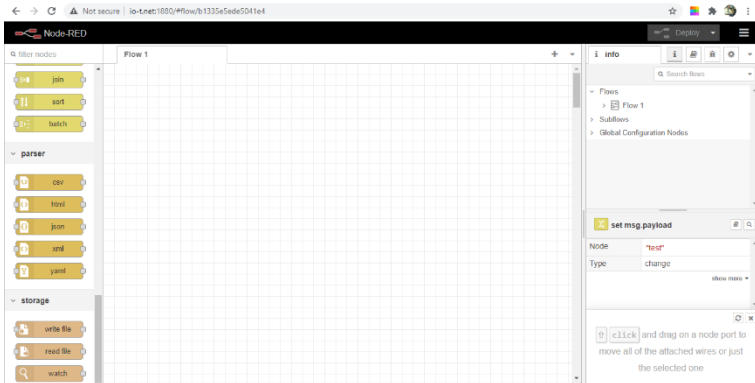 Not secure | io-t.net:1880/#flow/b1335e5ede5041e4
Node-RED
Deploy
filter nodes
Flow 1
info
Search flows
join
sort
batch
parser
csv
html
json
xml
yaml
storage
write file
read file
watch
Flows
Flow 1
Subflows
Global Configuration Nodes
set msg.payload
Node "test"
Type change
show more
click and drag on a node port to
move all of the attached wires or just
the selected one